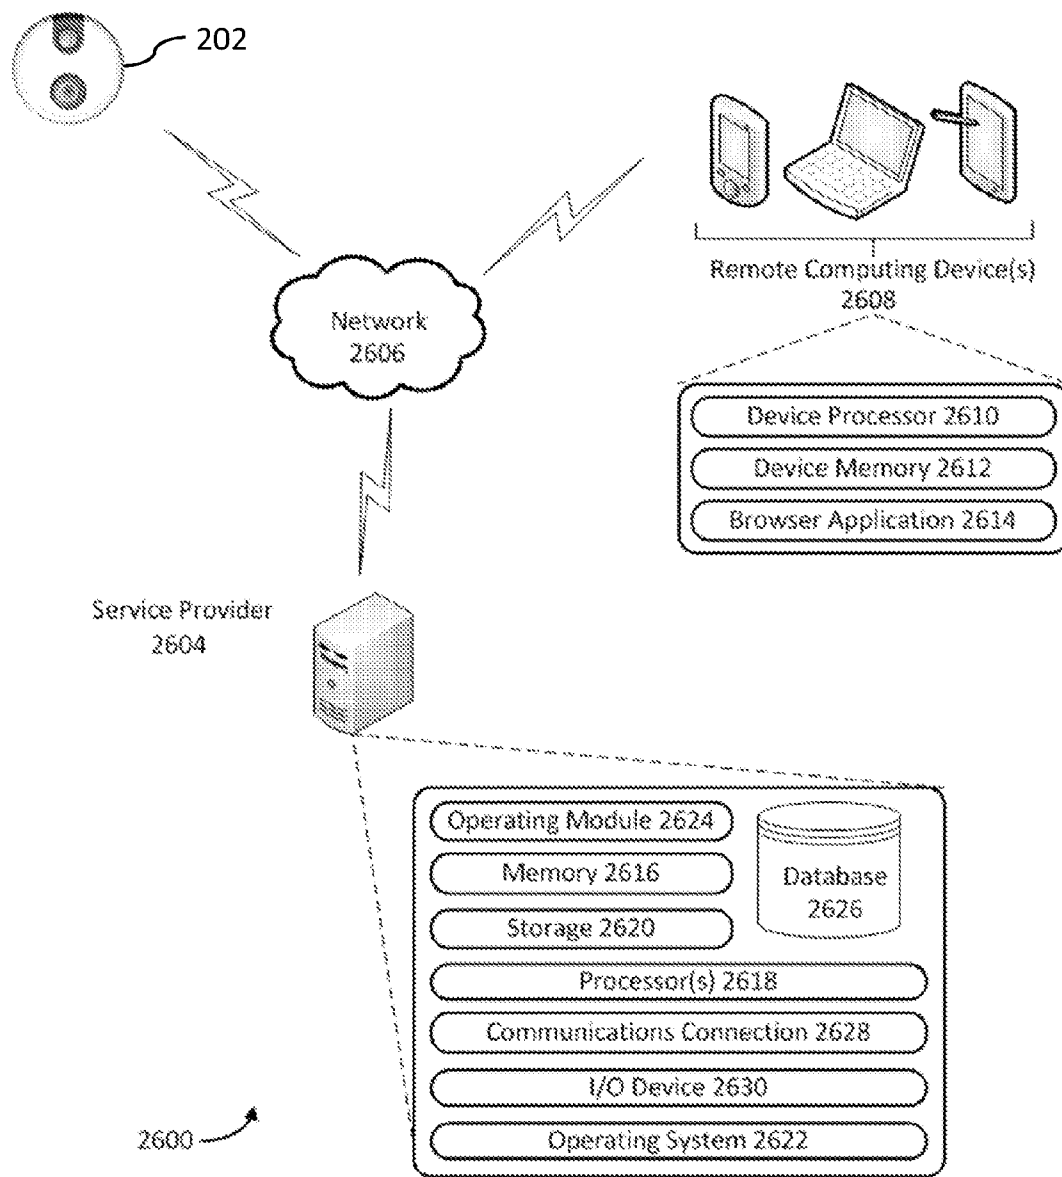 202
Remote Computing Device(s)
2608
Network
2606
Device Processor 2610
Device Memory 2612
Browser Application 2614
Service Provider
2604
Operating Module 2624
Memory 2616
Storage 2620
Database
2626
Processor(s) 2618
Communications Connection 2628
I/O Device 2630
Operating System 2622
2600